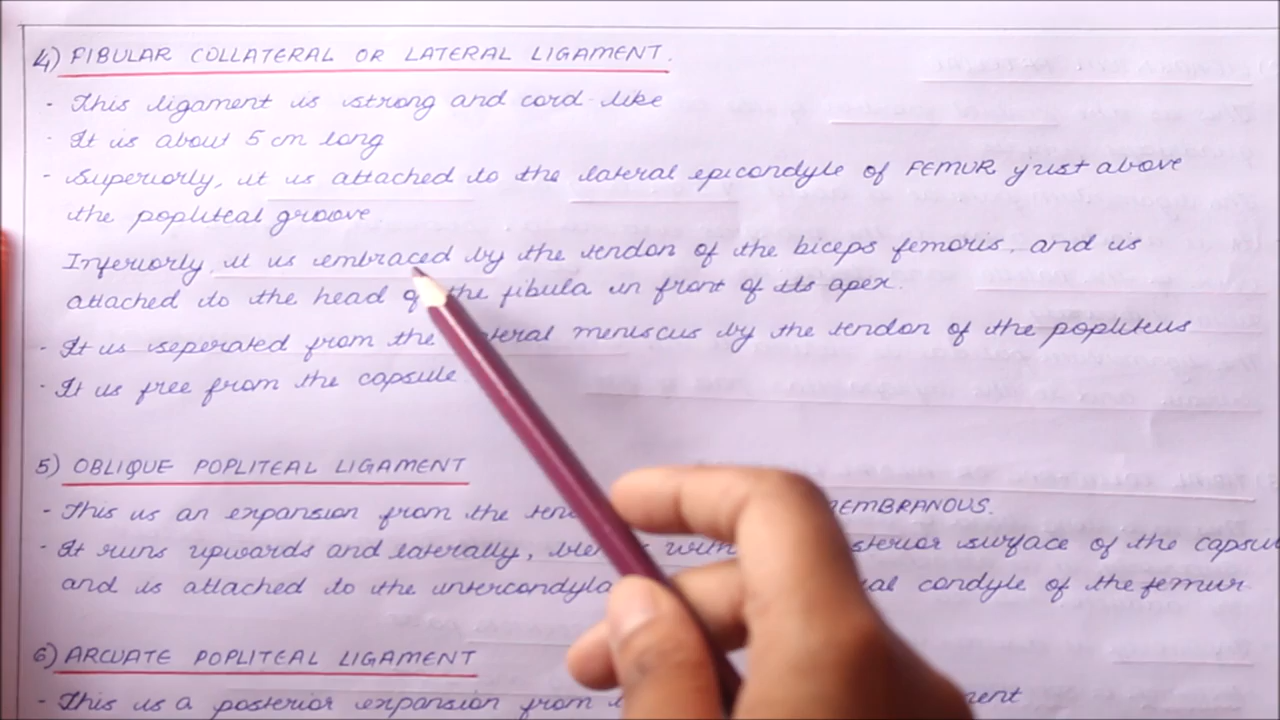 4) FIBULAR COLLATERAL OR LATERAL LIGAMENT.
- This ligament is strong and cord-like
- It is about 5 cm long
- Superiorly, it is attached to the lateral epicondyle of FEMUR just above
the popliteal groove.
Inferiorly, it is embraced by the tendon of the biceps femoris, and is
attached to the head of the fibula in front of its apex.
- It is seperated from the lateral meniscus by the tendon of the popliteus
- It is free from the capsule.
5) OBLIQUE POPLITEAL LIGAMENT
- This is an expansion from the MEMBRANOUS.
- It runs upwards and laterally, with posterior surface of the
and is attached to the condyle of the femur
6) ARCUATE POPLITEAL LIGAMENT
- This is a posterior expansion from